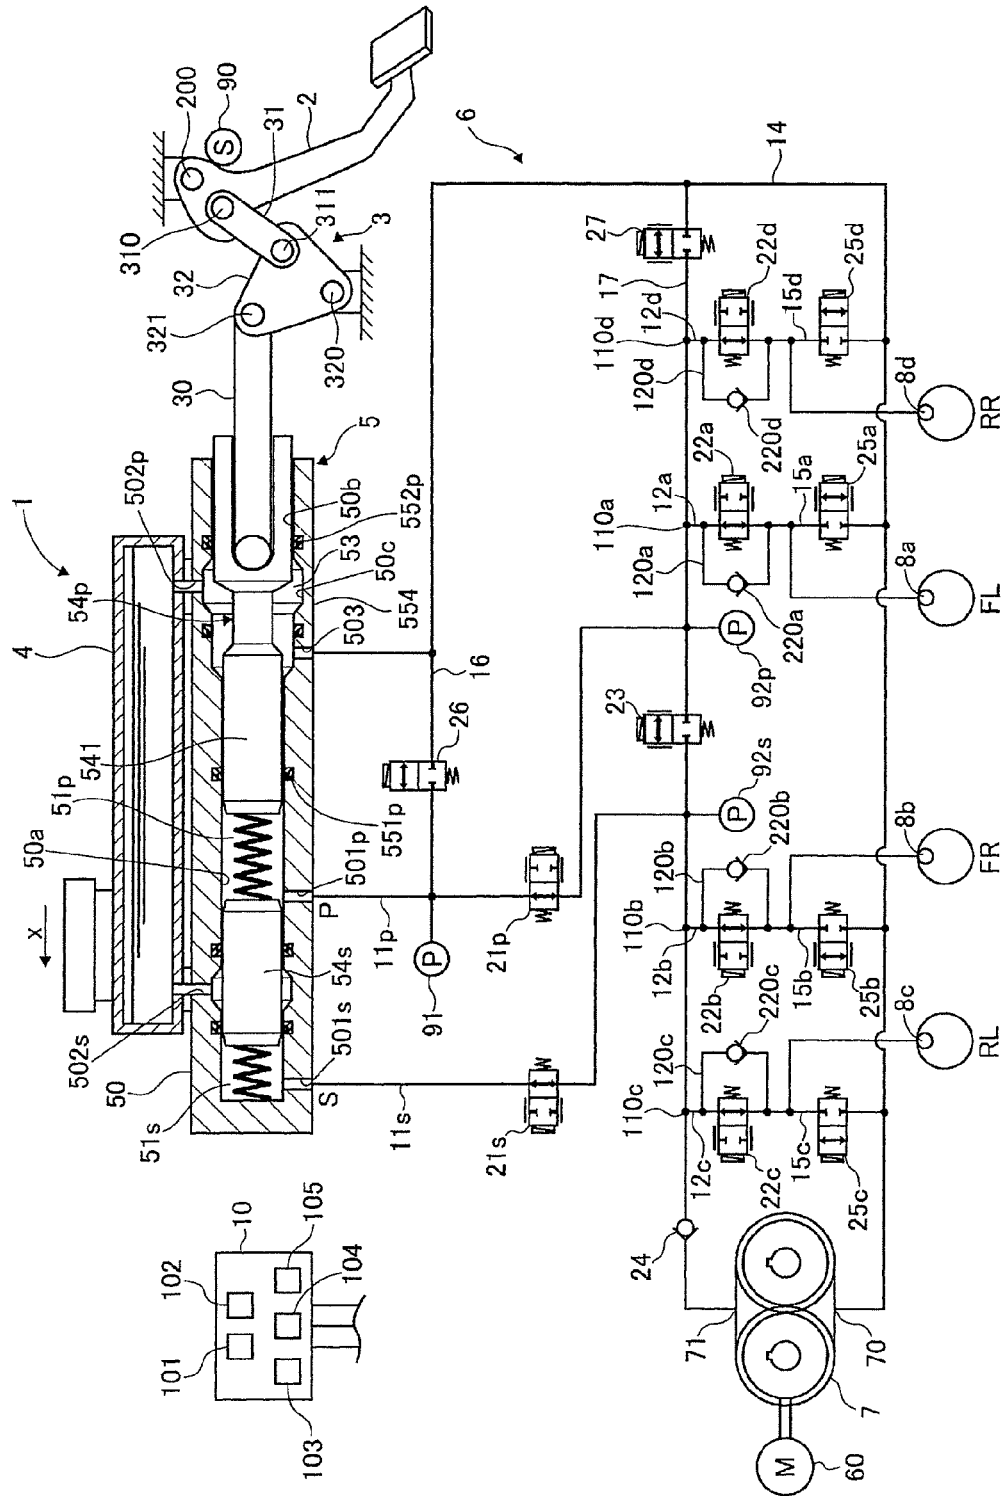 1
4
x
50a
51p
541
54p
502p
30
321
32
310
200
90
S
2
31
311
3
320
50
502s
51s
54s
501s
S
P
501p
551p
503
554
50c
53
552p
50b
5
101
102
10
105
104
103
11s
11p
91
P
26
16
6
21s
21p
23
92s
P
92p
P
27
17
14
24
71
110c
12c
120c
220c
22c
15c
25c
8c
RL
110b
12b
120b
220b
22b
15b
25b
8b
FR
110a
12a
120a
220a
22a
15a
25a
8a
FL
110d
12d
120d
220d
22d
15d
25d
8d
RR
M
60
7
70